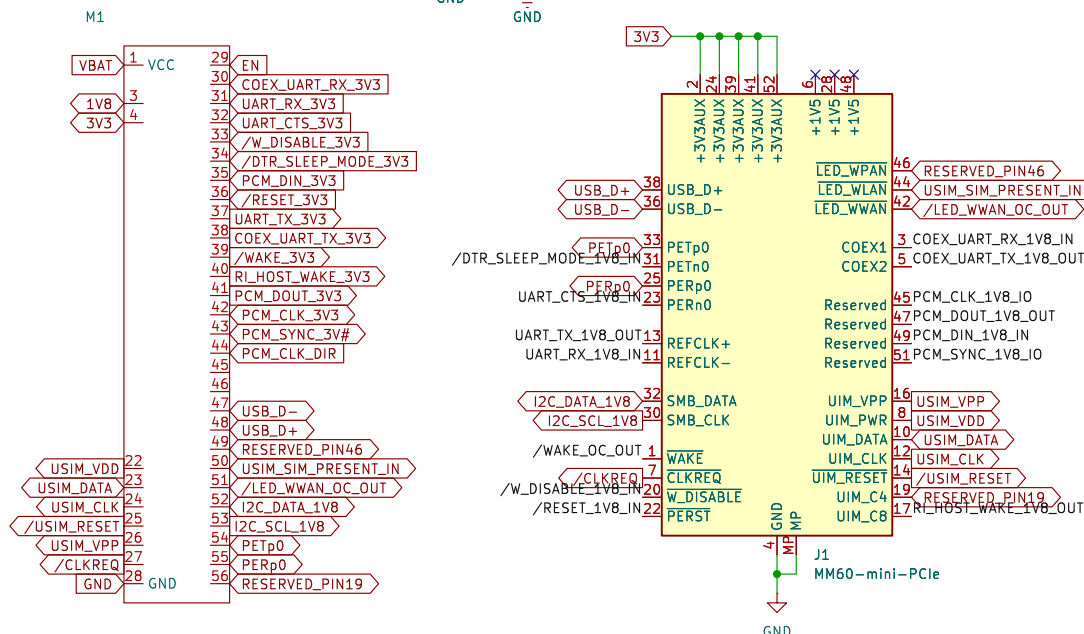 GND
GND
M1
VBAT 1 VCC
1V8 3
3V3 4
USIM_VDD 22
USIM_DATA 23
USIM_CLK 24
/USIM_RESET 25
USIM_VPP 26
/CLKREQ 27
GND 28 GND
29 EN
30 COEX_UART_RX_3V3
31 UART_RX_3V3
32 UART_CTS_3V3
33 /W_DISABLE_3V3
34 /DTR_SLEEP_MODE_3V3
35 PCM_DIN_3V3
36 /RESET_3V3
37 UART_TX_3V3
38 COEX_UART_TX_3V3
39 /WAKE_3V3
40 RI_HOST_WAKE_3V3
41 PCM_DOUT_3V3
42 PCM_CLK_3V3
43 PCM_SYNC_3V#
44 PCM_CLK_DIR
45
46
47 USB_D-
48 USB_D+
49 RESERVED_PIN46
50 USIM_SIM_PRESENT_IN
51 /LED_WWAN_OC_OUT
52 I2C_DATA_1V8
53 I2C_SCL_1V8
54 PETp0
55 PERp0
56 RESERVED_PIN19
3V3
2 +3V3AUX
24 +3V3AUX
39 +3V3AUX
41 +3V3AUX
52 +3V3AUX
6 +1V5
28 +1V5
48 +1V5
USB_D+ 38 USB_D+
USB_D- 36 USB_D-
PETp0 33 PETp0
/DTR_SLEEP_MODE_1V8_IN 31 PETn0
PERp0 25 PERp0
UART_CTS_1V8_IN 23 PERn0
UART_TX_1V8_OUT 13 REFCLK+
UART_RX_1V8_IN 11 REFCLK-
I2C_DATA_1V8 32 SMB_DATA
I2C_SCL_1V8 30 SMB_CLK
/WAKE_OC_OUT 1 WAKE
/CLKREQ 7 CLKREQ
/W_DISABLE_1V8_IN 20 W_DISABLE
/RESET_1V8_IN 22 PERST
LED_WPAN 46 RESERVED_PIN46
LED_WLAN 44 USIM_SIM_PRESENT_IN
LED_WWAN 42 /LED_WWAN_OC_OUT
COEX1 3 COEX_UART_RX_1V8_IN
COEX2 5 COEX_UART_TX_1V8_OUT
Reserved 45 PCM_CLK_1V8_IO
Reserved 47 PCM_DOUT_1V8_OUT
Reserved 49 PCM_DIN_1V8_IN
Reserved 51 PCM_SYNC_1V8_IO
UIM_VPP 16 USIM_VPP
UIM_PWR 8 USIM_VDD
UIM_DATA 10 USIM_DATA
UIM_CLK 12 USIM_CLK
UIM_RESET 14 /USIM_RESET
UIM_C4 19 RESERVED_PIN19
UIM_C8 17 RI_HOST_WAKE_1V8_OUT
GND 4
MP MP
J1
MM60-mini-PCIe
GND